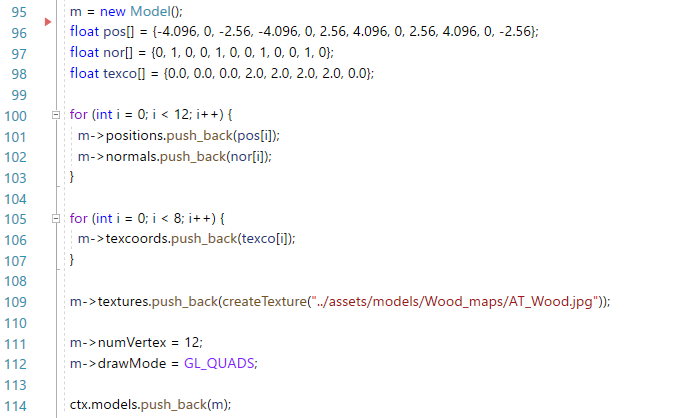 95 m = new Model();
96 float pos[] = {-4.096, 0, -2.56, -4.096, 0, 2.56, 4.096, 0, 2.56, 4.096, 0, -2.56};
97 float nor[] = {0, 1, 0, 0, 1, 0, 0, 1, 0, 0, 1, 0};
98 float texco[] = {0.0, 0.0, 0.0, 2.0, 2.0, 2.0, 2.0, 0.0};
99
100 for (int i = 0; i < 12; i++) {
101 m->positions.push_back(pos[i]);
102 m->normals.push_back(nor[i]);
103 }
104
105 for (int i = 0; i < 8; i++) {
106 m->texcoords.push_back(texco[i]);
107 }
108
109 m->textures.push_back(createTexture("../assets/models/Wood_maps/AT_Wood.jpg"));
110
111 m->numVertex = 12;
112 m->drawMode = GL_QUADS;
113
114 ctx.models.push_back(m);